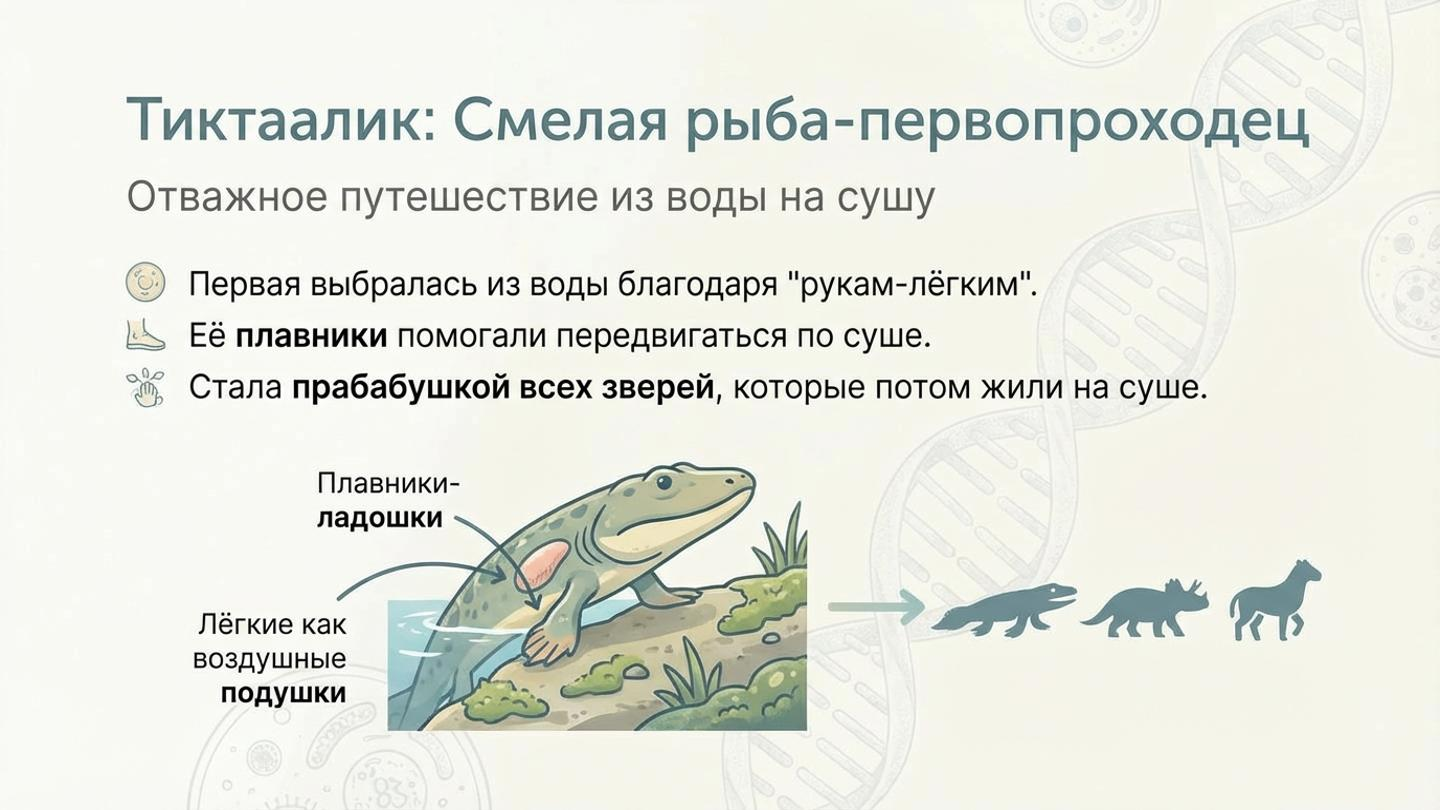 Тиктаалик: Смелая рыба-первопроходец
Отважное путешествие из воды на сушу
Первая выбралась из воды благодаря "рукам-лёгким".
Её плавники помогали передвигаться по суше.
Стала прабабушкой всех зверей, которые потом жили на суше.
Плавники-
ладошки
Лёгкие как
воздушные
подушки